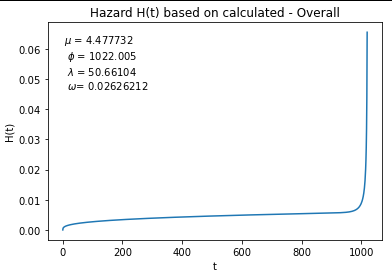 Hazard H(t) based on calculated - Overall
μ = 4.477732
ϕ = 1022.005
λ = 50.66104
ω= 0.02626212
H(t)
0.06
0.05
0.04
0.03
0.02
0.01
0.00
0 200 400 600 800 1000
t